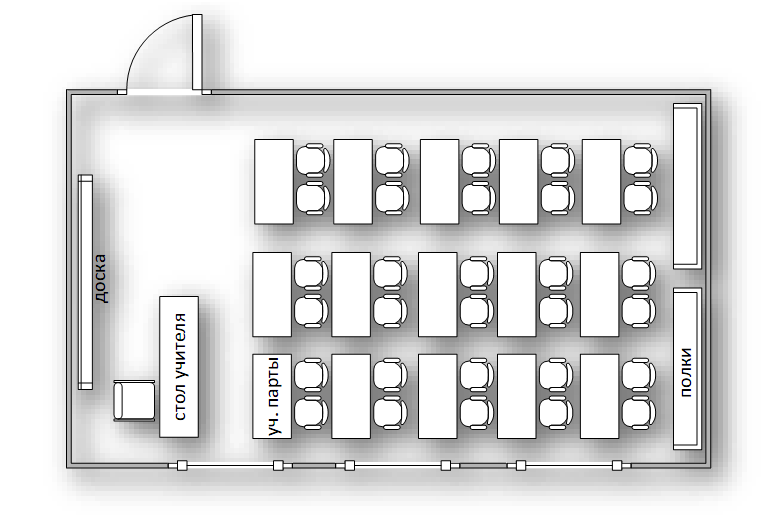 доска
стол учителя
уч. парты
полки